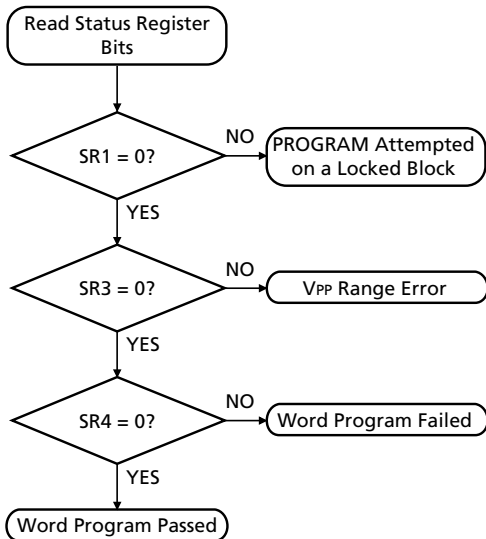 Read Status Register
Bits
SR1 = 0?
NO
PROGRAM Attempted
on a Locked Block
YES
SR3 = 0?
NO
VPP Range Error
YES
SR4 = 0?
NO
Word Program Failed
YES
Word Program Passed